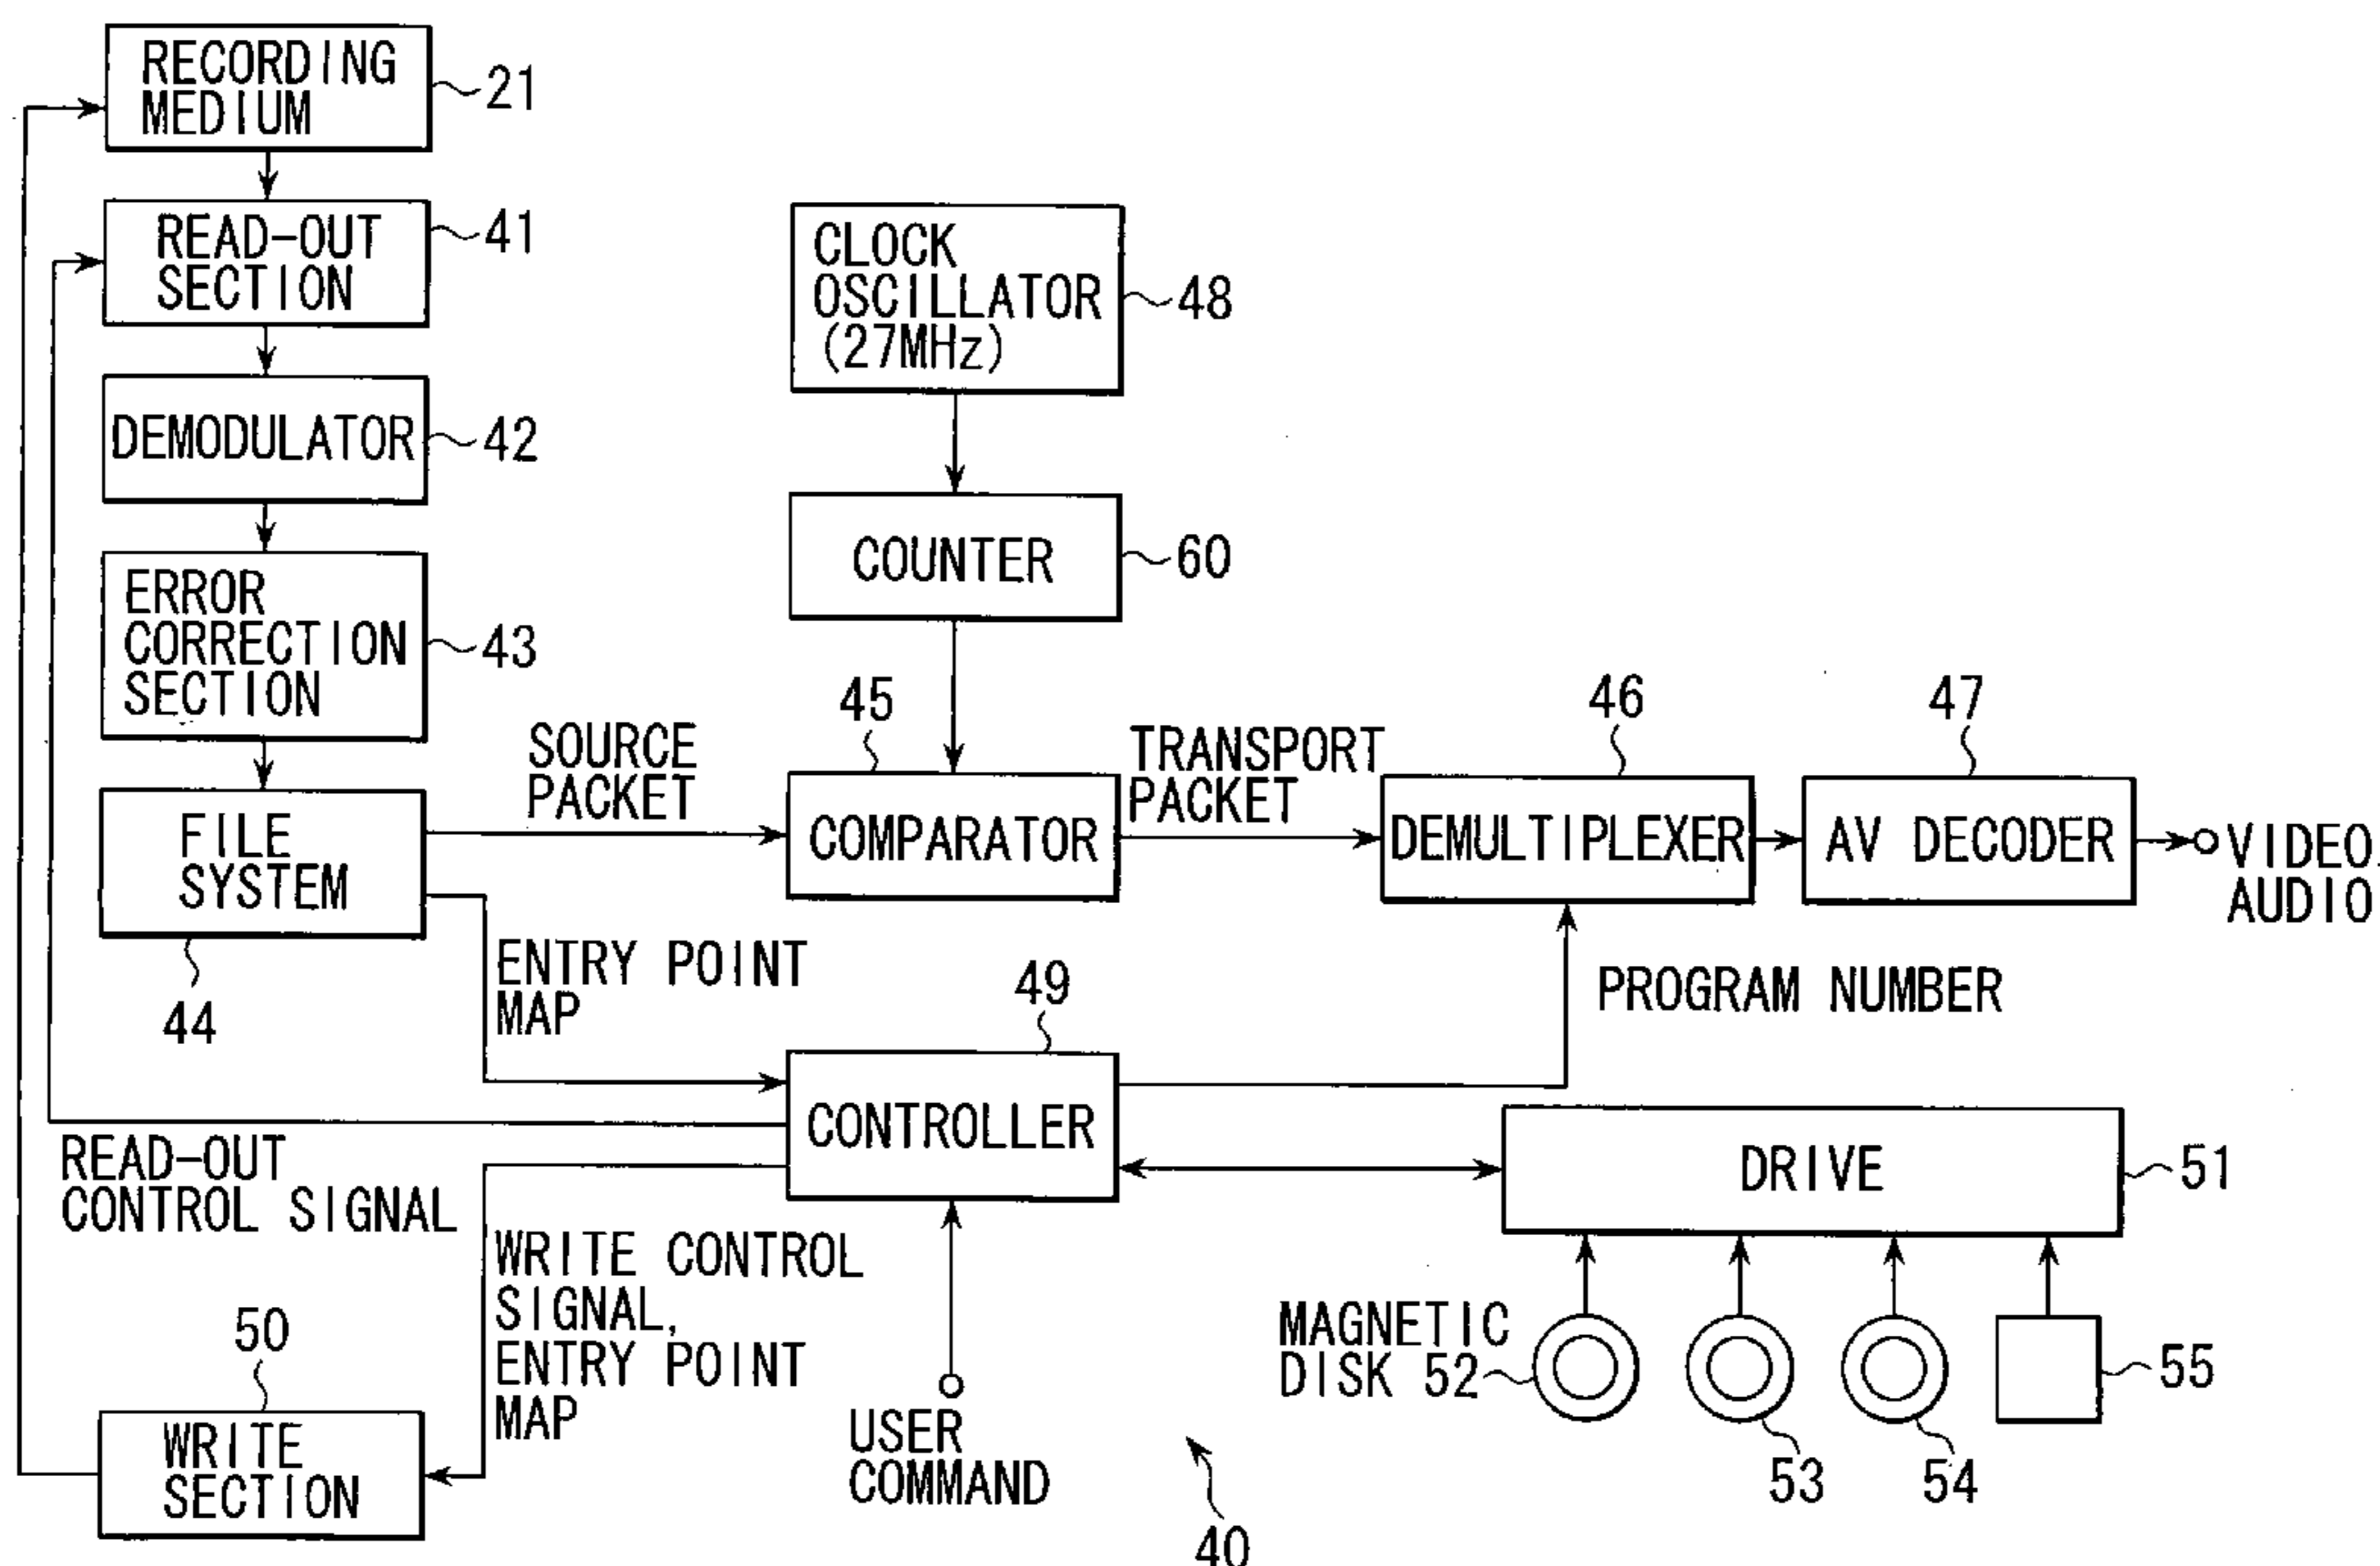 RECORDING
MEDIUM
21
READ-OUT
SECTION
41
DEMODULATOR
42
ERROR
CORRECTION
SECTION
43
FILE
SYSTEM
44
CLOCK
OSCILLATOR
(27MHz)
48
COUNTER
60
SOURCE
PACKET
45
COMPARATOR
TRANSPORT
PACKET
46
DEMULTIPLEXER
47
AV DECODER
VIDEO
AUDIO
ENTRY POINT
MAP
49
CONTROLLER
PROGRAM NUMBER
READ-OUT
CONTROL SIGNAL
WRITE CONTROL
SIGNAL,
ENTRY POINT
MAP
50
WRITE
SECTION
USER
COMMAND
DRIVE
51
MAGNETIC
DISK 52
53
54
55
40